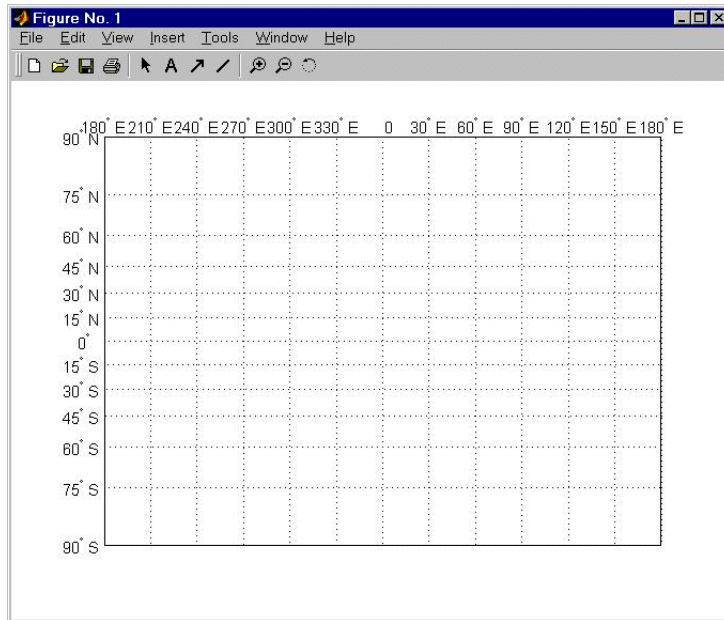 Figure No. 1
File Edit View Insert Tools Window Help
A
180° E 210° E 240° E 270° E 300° E 330° E 0 30° E 60° E 90° E 120° E 150° E 180° E
90° N
75° N
60° N
45° N
30° N
15° N
0°
15° S
30° S
45° S
60° S
75° S
90° S